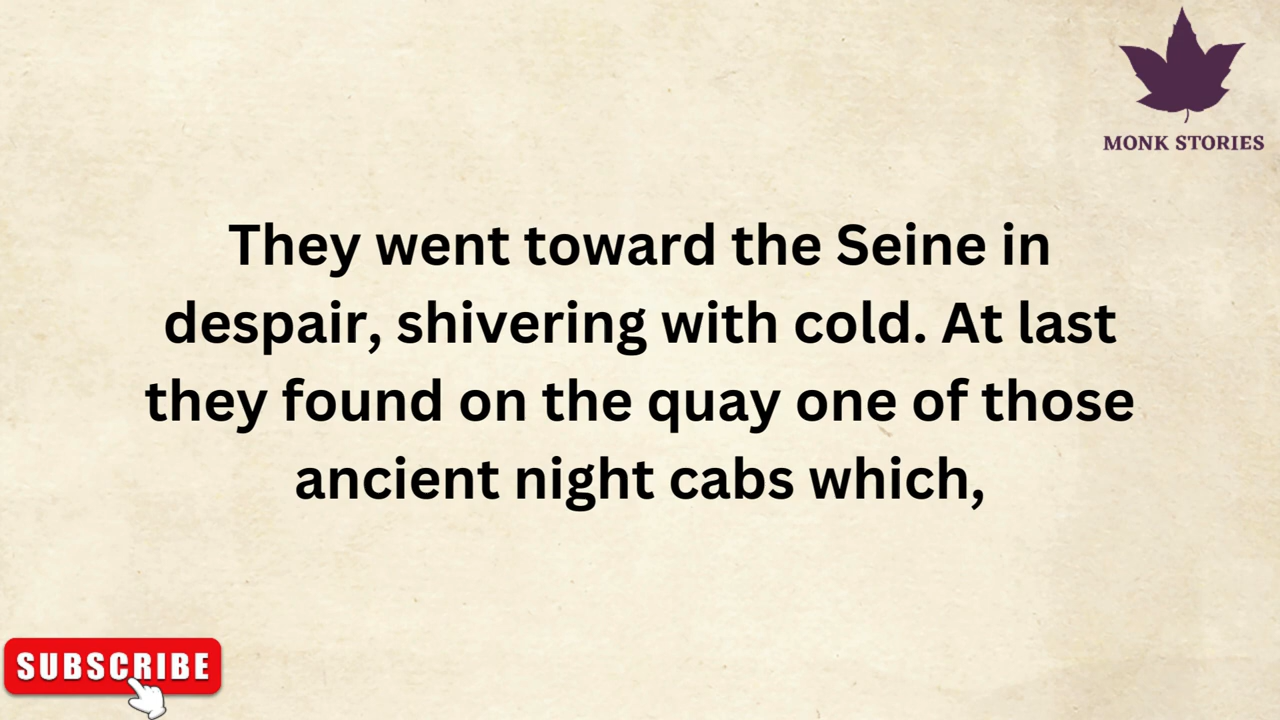 MONK STORIES
They went toward the Seine in
despair, shivering with cold. At last
they found on the quay one of those
ancient night cabs which,
SUBSCRIBE